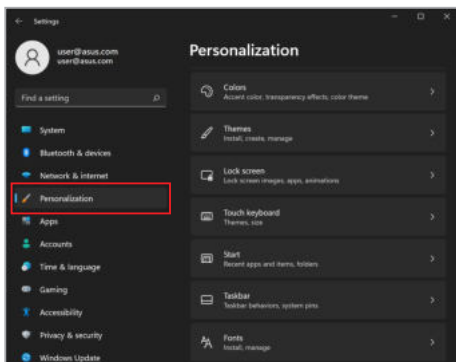 Settings
user@asus.com
user@asus.com
Find a setting
System
Bluetooth & devices
Network & internet
Personalization
Apps
Accounts
Time & language
Gaming
Accessibility
Privacy & security
Windows Update
Personalization
Colors
Accent color, transparency effects, color theme
Themes
Install, create, manage
Lock screen
Lock screen images, apps, animations
Touch keyboard
Themes, size
Start
Recent apps and items, folders
Taskbar
Taskbar behaviors, system pins
Fonts
Install, manage